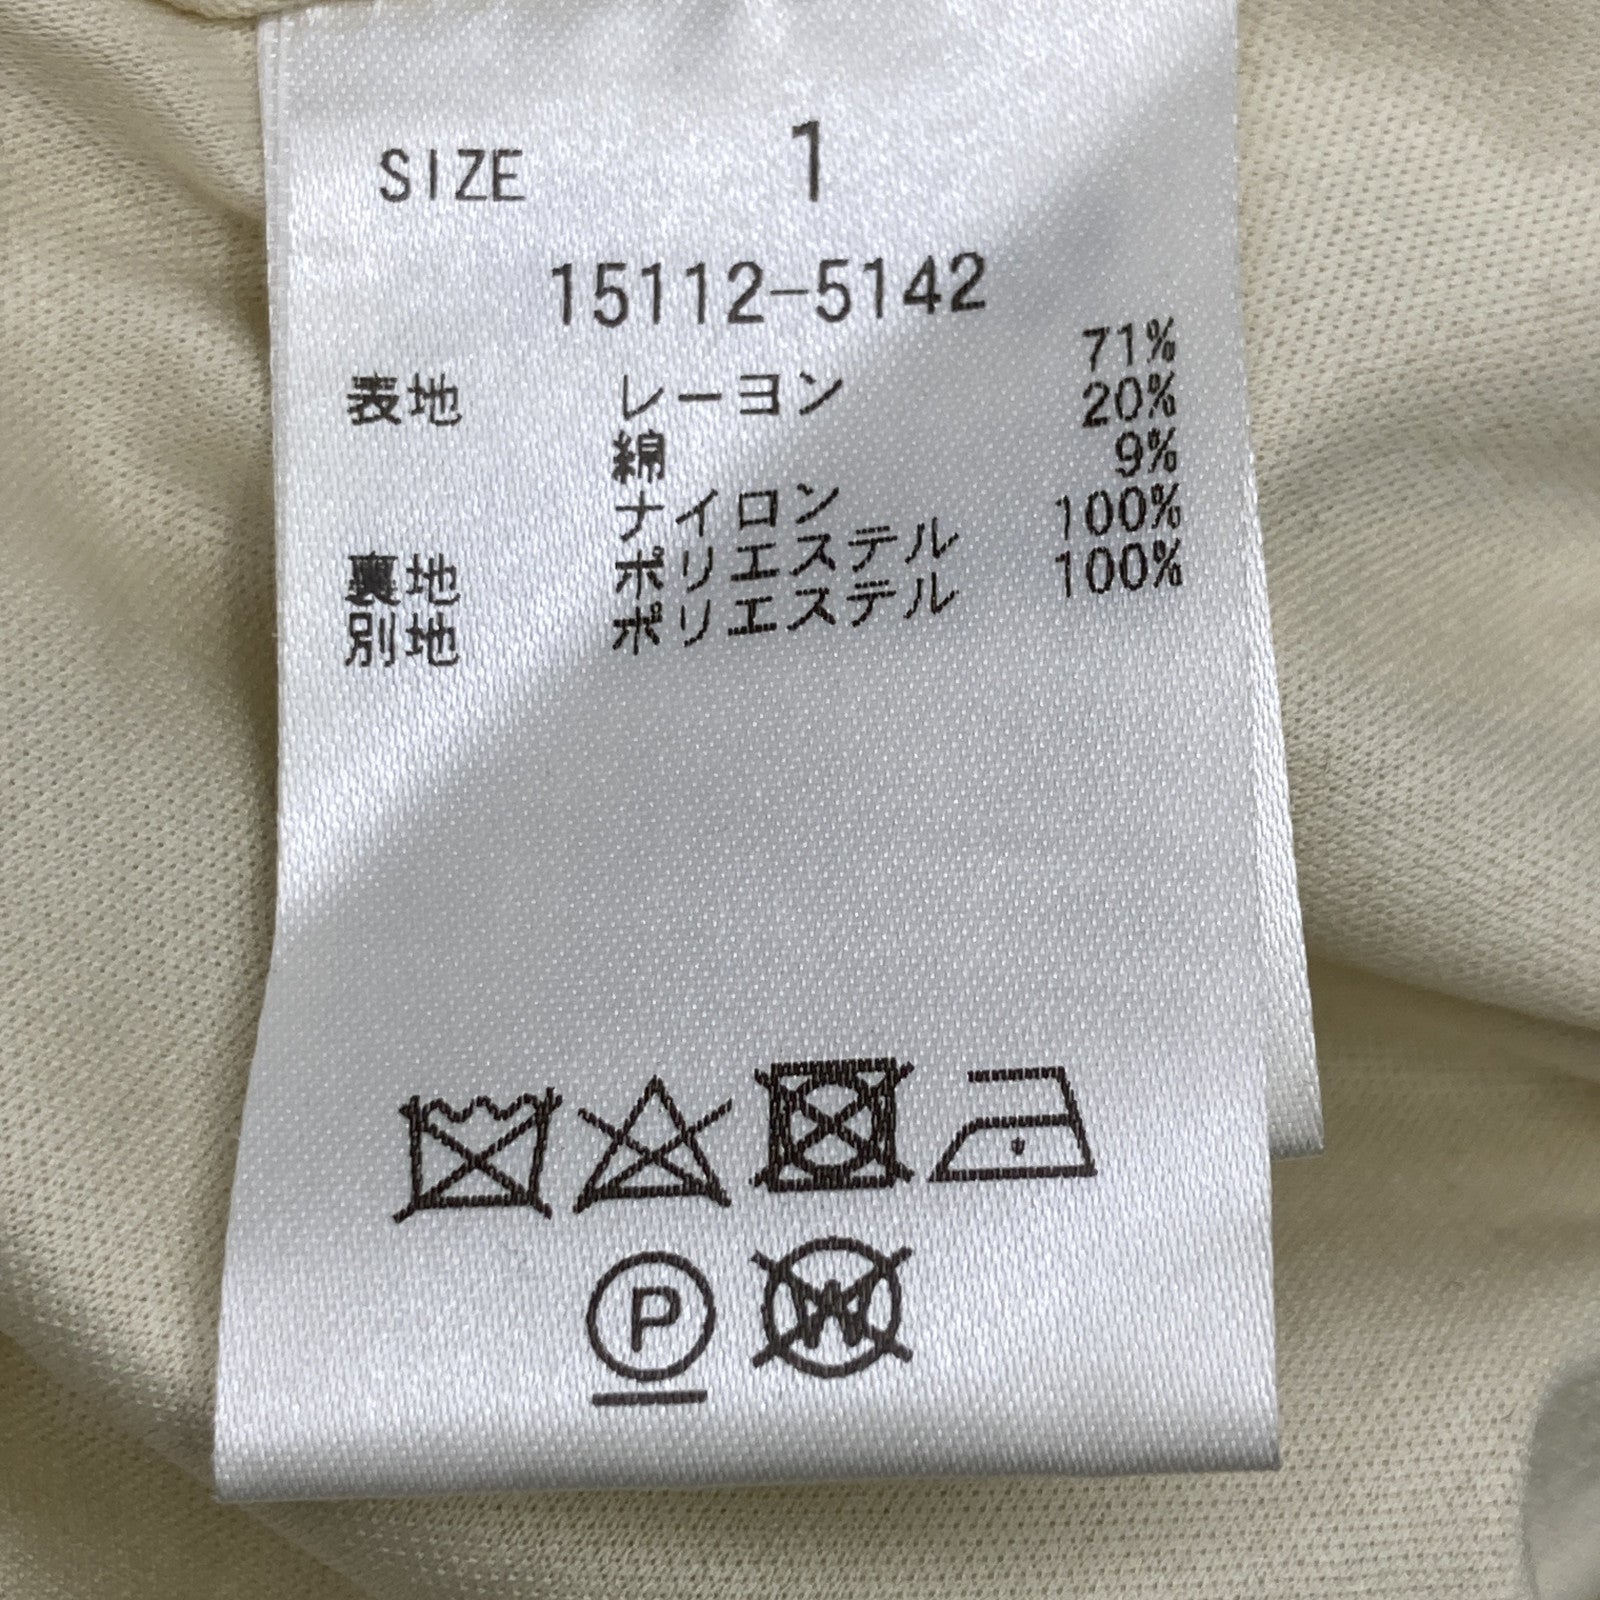 SIZE 1
15112-5142
表地 レーヨン 71%
綿 20%
ナイロン 9%
裏地 ポリエステル 100%
別地 ポリエステル 100%
P W